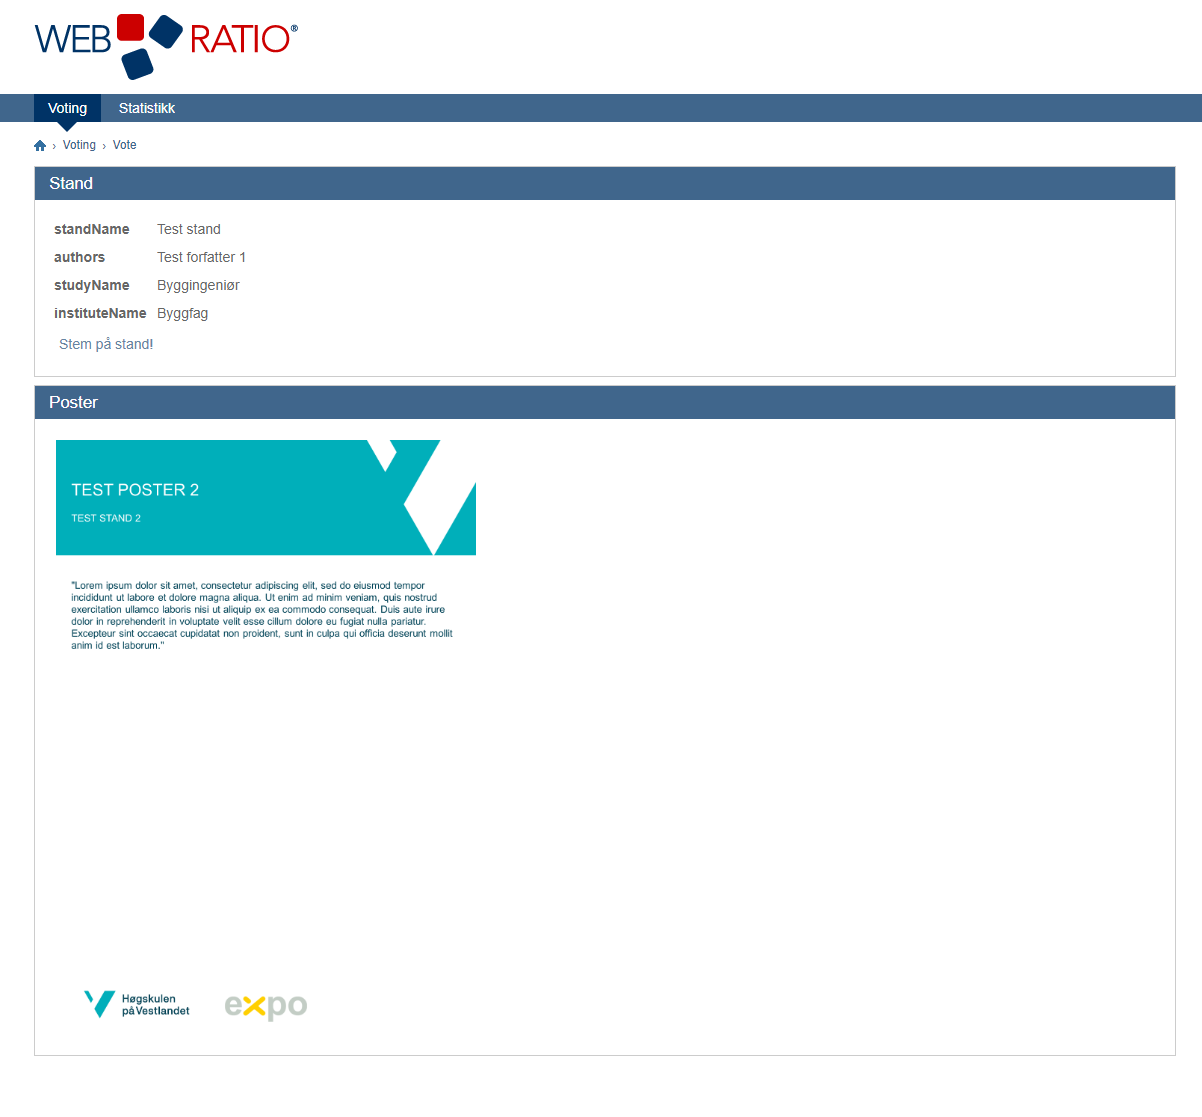 WEB RATIO®
Voting Statistikk
› Voting › Vote
Stand
standName Test stand
authors Test forfatter 1
studyName Byggingeniør
instituteName Byggfag
Stem på stand!
Poster
TEST POSTER 2
TEST STAND 2
"Lorem ipsum dolor sit amet, consectetur adipiscing elit, sed do eiusmod tempor
incididunt ut labore et dolore magna aliqua. Ut enim ad minim veniam, quis nostrud
exercitation ullamco laboris nisi ut aliquip ex ea commodo consequat. Duis aute irure
dolor in reprehenderit in voluptate velit esse cillum dolore eu fugiat nulla pariatur.
Excepteur sint occaecat cupidatat non proident, sunt in culpa qui officia deserunt mollit
anim id est laborum."
Høgskulen
på Vestlandet
expo